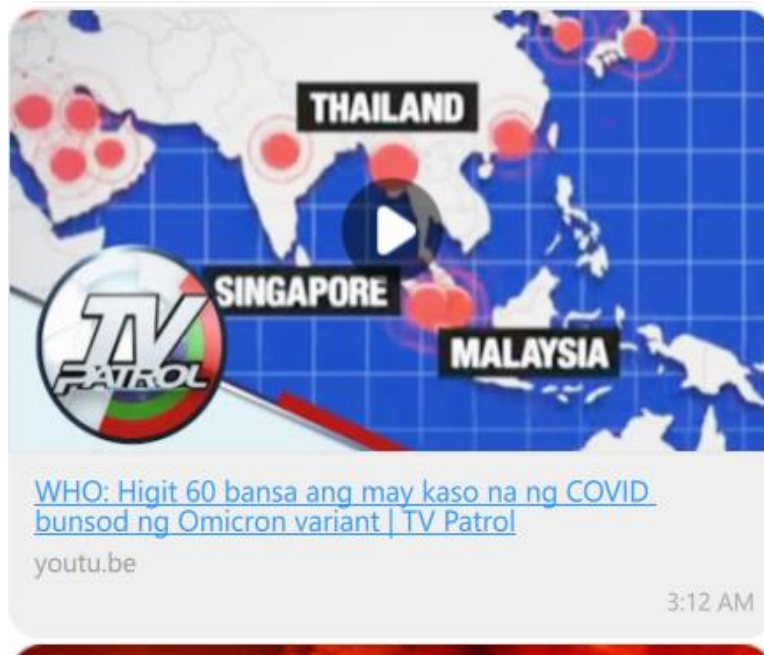 THAILAND
SINGAPORE
MALAYSIA
TV
PATROL
WHO: Higit 60 bansa ang may kaso na ng COVID
bunsod ng Omicron variant | TV Patrol
youtu.be
3:12 AM